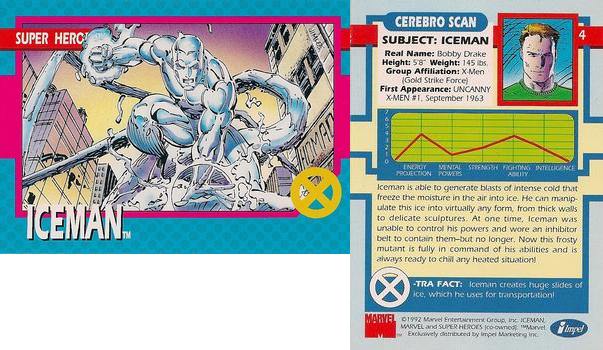 SUPER HEROES
ICEMAN™
CEREBRO SCAN
SUBJECT: ICEMAN
4
Real Name: Bobby Drake
Height: 5'8" Weight: 145 lbs.
Group Affiliation: X-Men
(Gold Strike Force)
First Appearance: UNCANNY
X-MEN #1, September 1963
7
6
5
4
3
2
1
0
ENERGY PROJECTION
MENTAL POWERS
STRENGTH
FIGHTING ABILITY
INTELLIGENCE
Iceman is able to generate blasts of intense cold that
freeze the moisture in the air into ice. He can mani-
pulate this ice into virtually any form, from thick walls
to delicate sculptures. At one time, Iceman was
unable to control his powers and wore an inhibitor
belt to contain them–but no longer. Now this frosty
mutant is fully in command of his abilities and is
always ready to chill any heated situation!
X-TRA FACT: Iceman creates huge slides of
ice, which he uses for transportation!
MARVEL
©1992 Marvel Entertainment Group, Inc. ICEMAN,
MARVEL and SUPER HEROES (co-owned): ™Marvel.
Exclusively distributed by Impel Marketing Inc.
impel